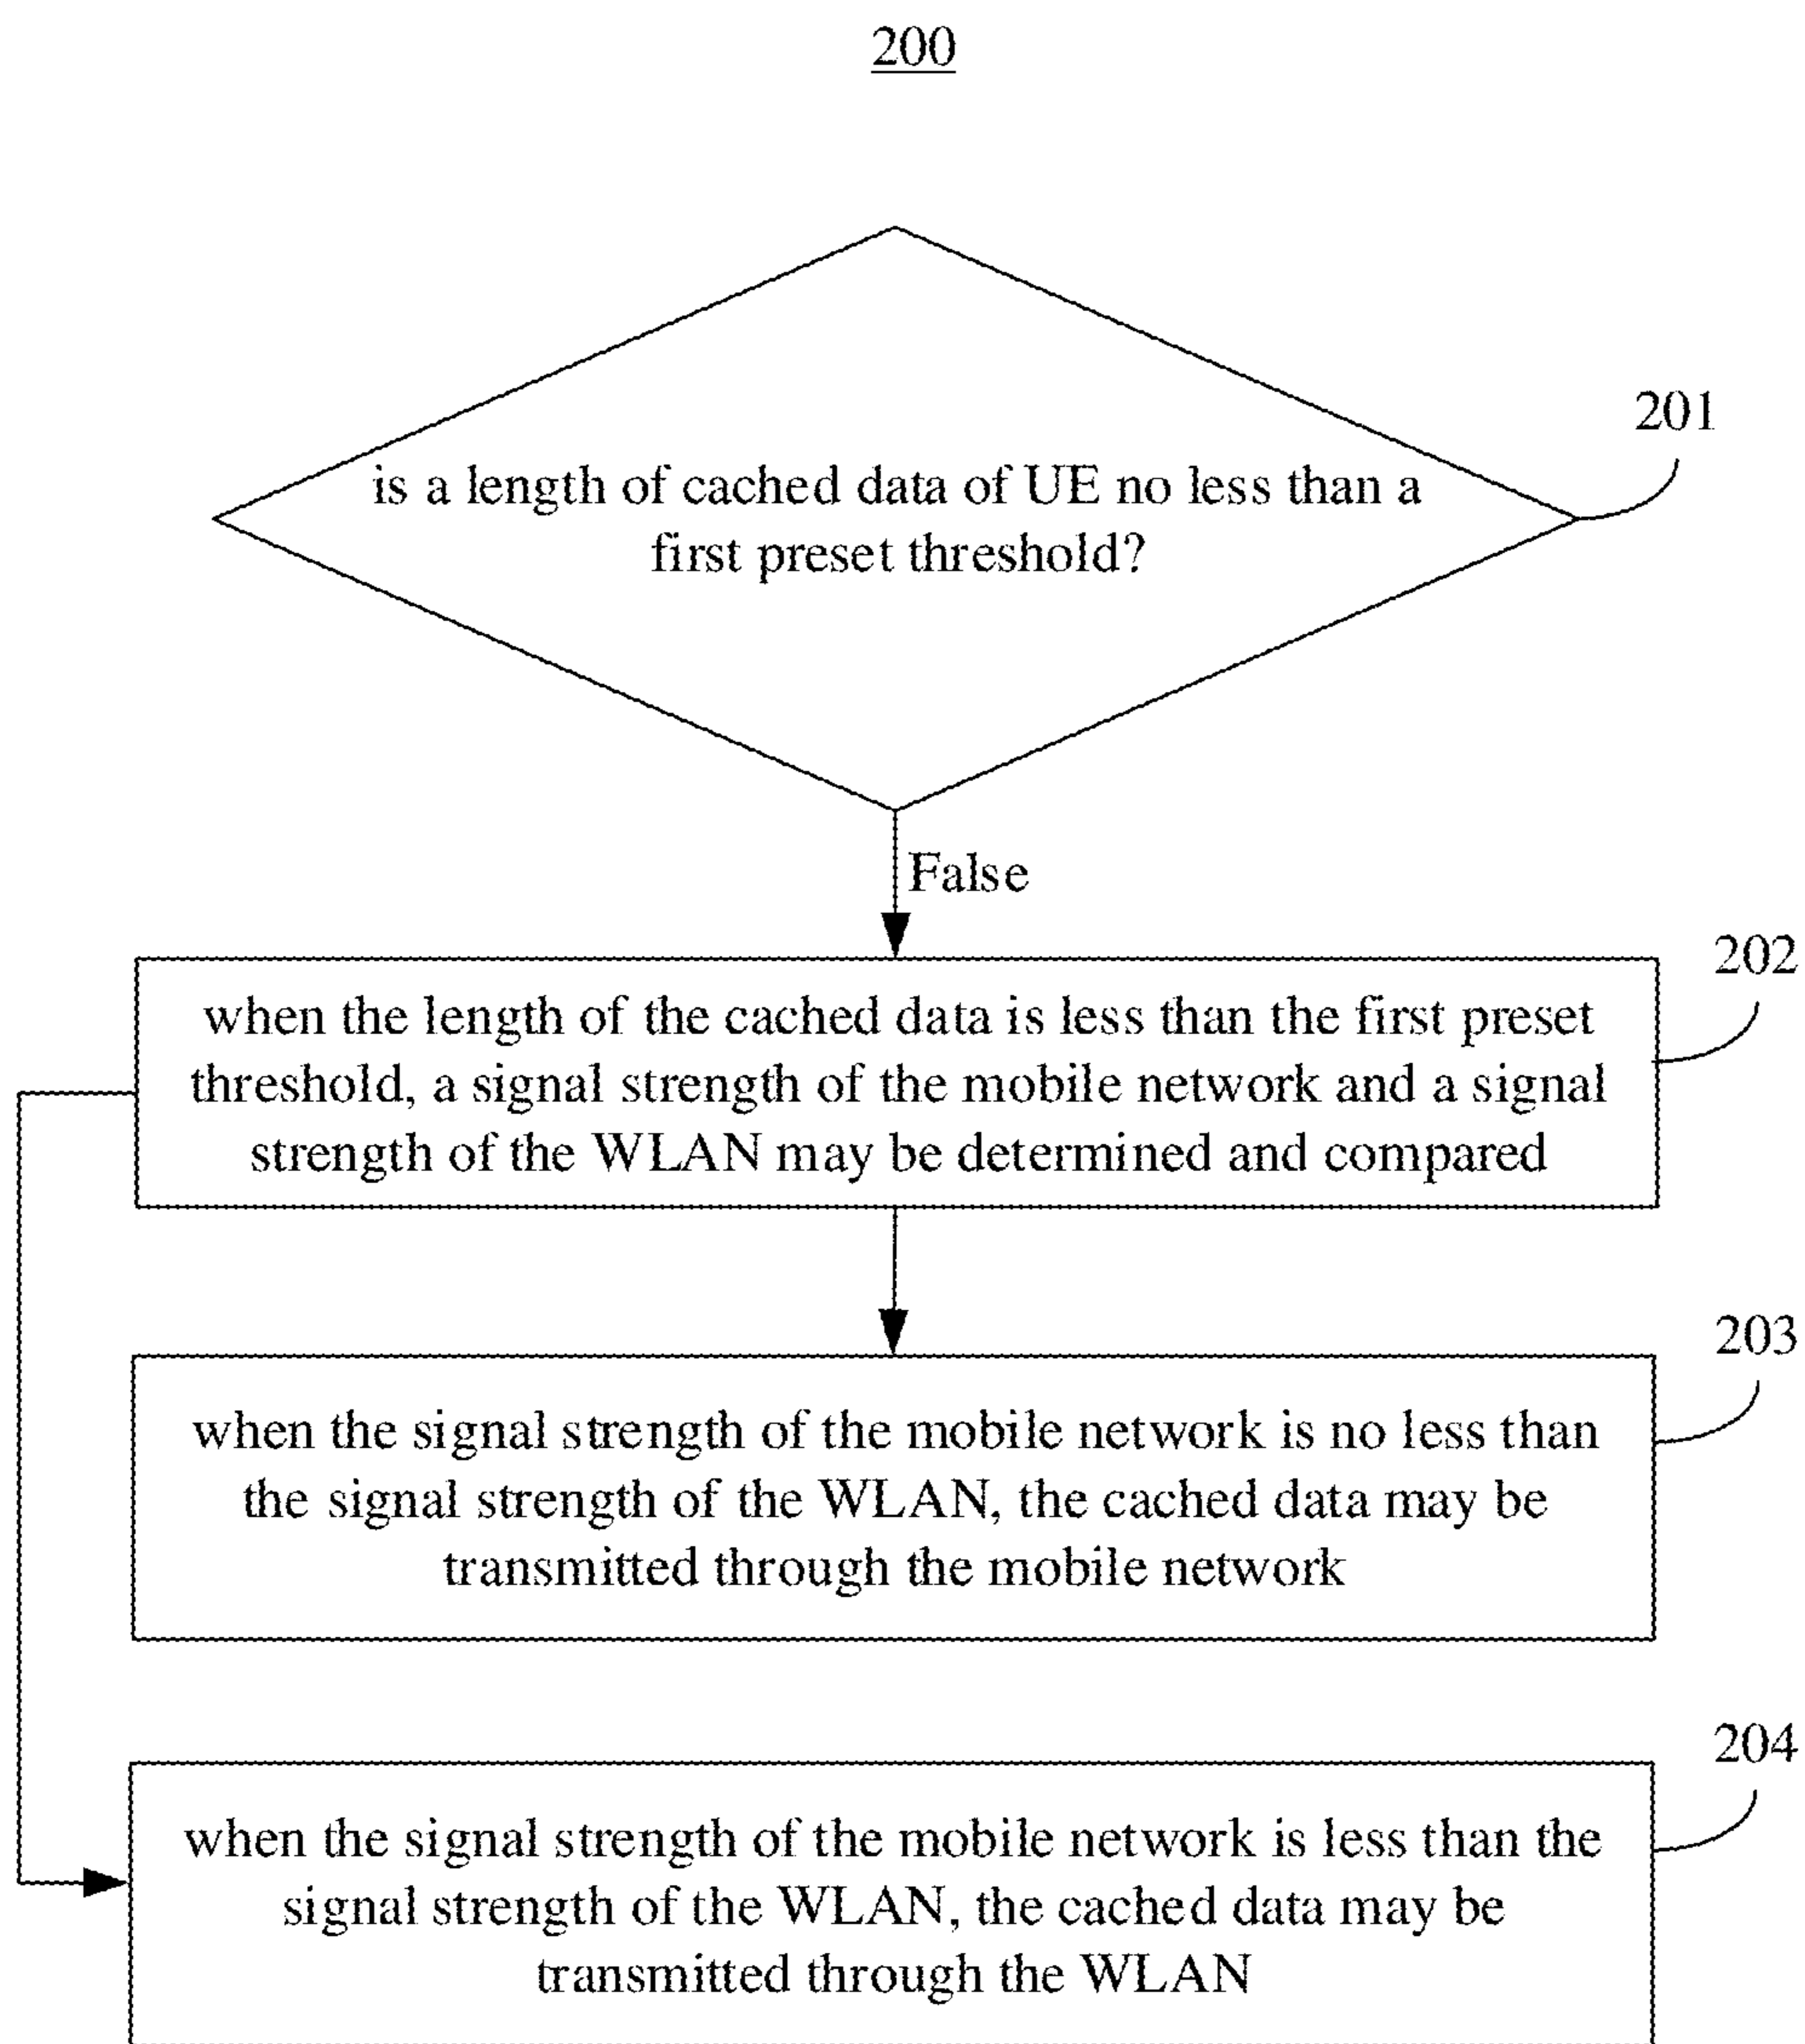 200
is a length of cached data of UE no less than a
first preset threshold?
201
False
202
when the length of the cached data is less than the first preset
threshold, a signal strength of the mobile network and a signal
strength of the WLAN may be determined and compared
203
when the signal strength of the mobile network is no less than
the signal strength of the WLAN, the cached data may be
transmitted through the mobile network
204
when the signal strength of the mobile network is less than the
signal strength of the WLAN, the cached data may be
transmitted through the WLAN